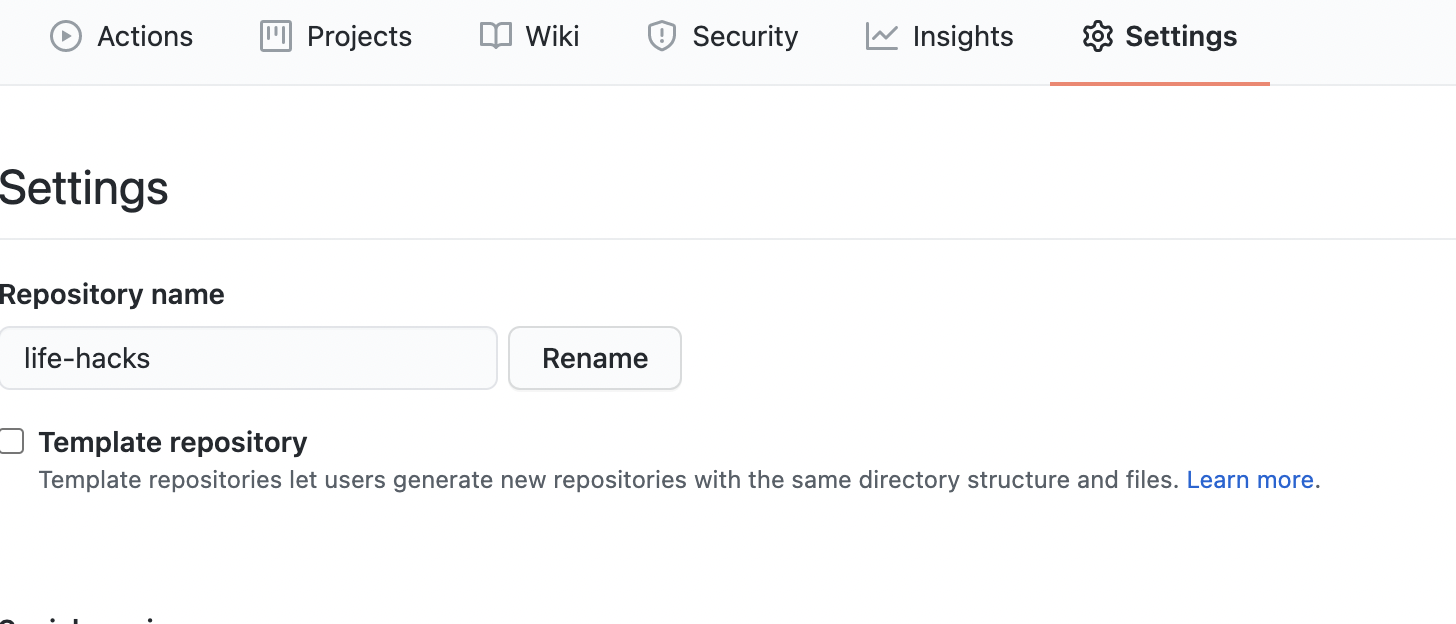 Actions Projects Wiki Security Insights Settings
Settings
Repository name
life-hacks Rename
Template repository
Template repositories let users generate new repositories with the same directory structure and files. Learn more.